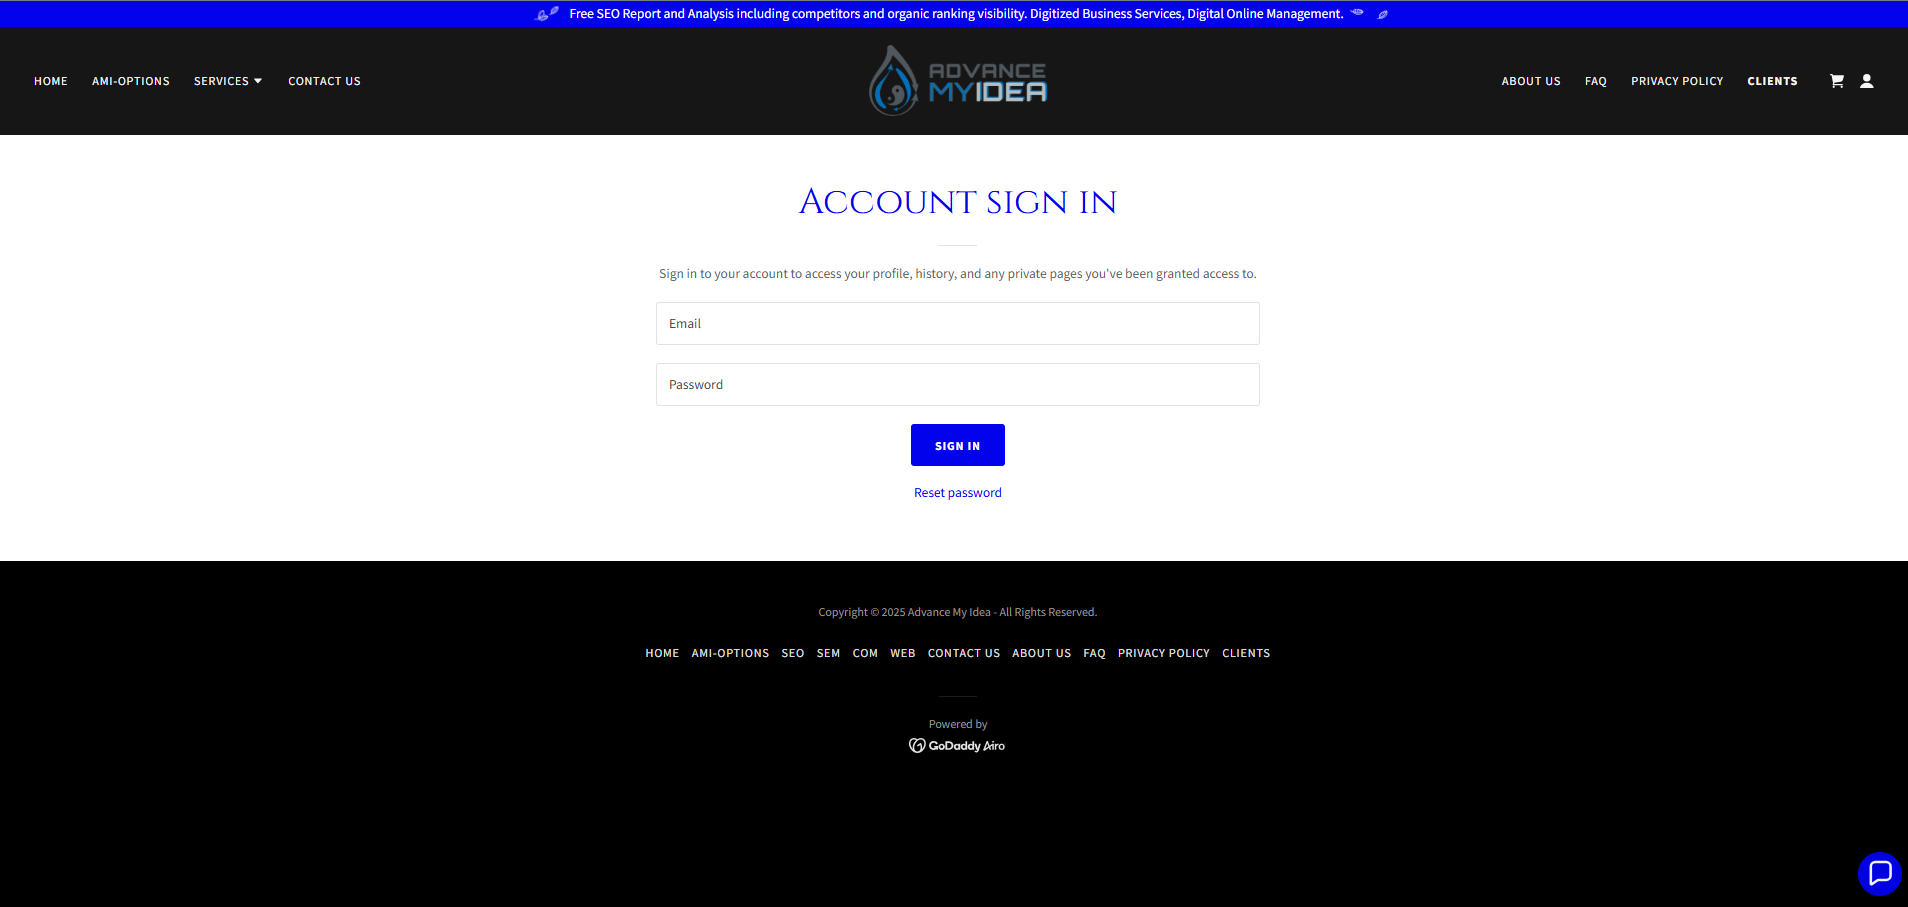 Free SEO Report and Analysis including competitors and organic ranking visibility. Digitized Business Services, Digital Online Management.
HOME AMI-OPTIONS SERVICES CONTACT US
ADVANCE
MYIDEA
ABOUT US FAQ PRIVACY POLICY CLIENTS
ACCOUNT SIGN IN
Sign in to your account to access your profile, history, and any private pages you've been granted access to.
Email
Password
SIGN IN
Reset password
Copyright © 2025 Advance My Idea - All Rights Reserved.
HOME AMI-OPTIONS SEO SEM COM WEB CONTACT US ABOUT US FAQ PRIVACY POLICY CLIENTS
Powered by
GoDaddy Airo